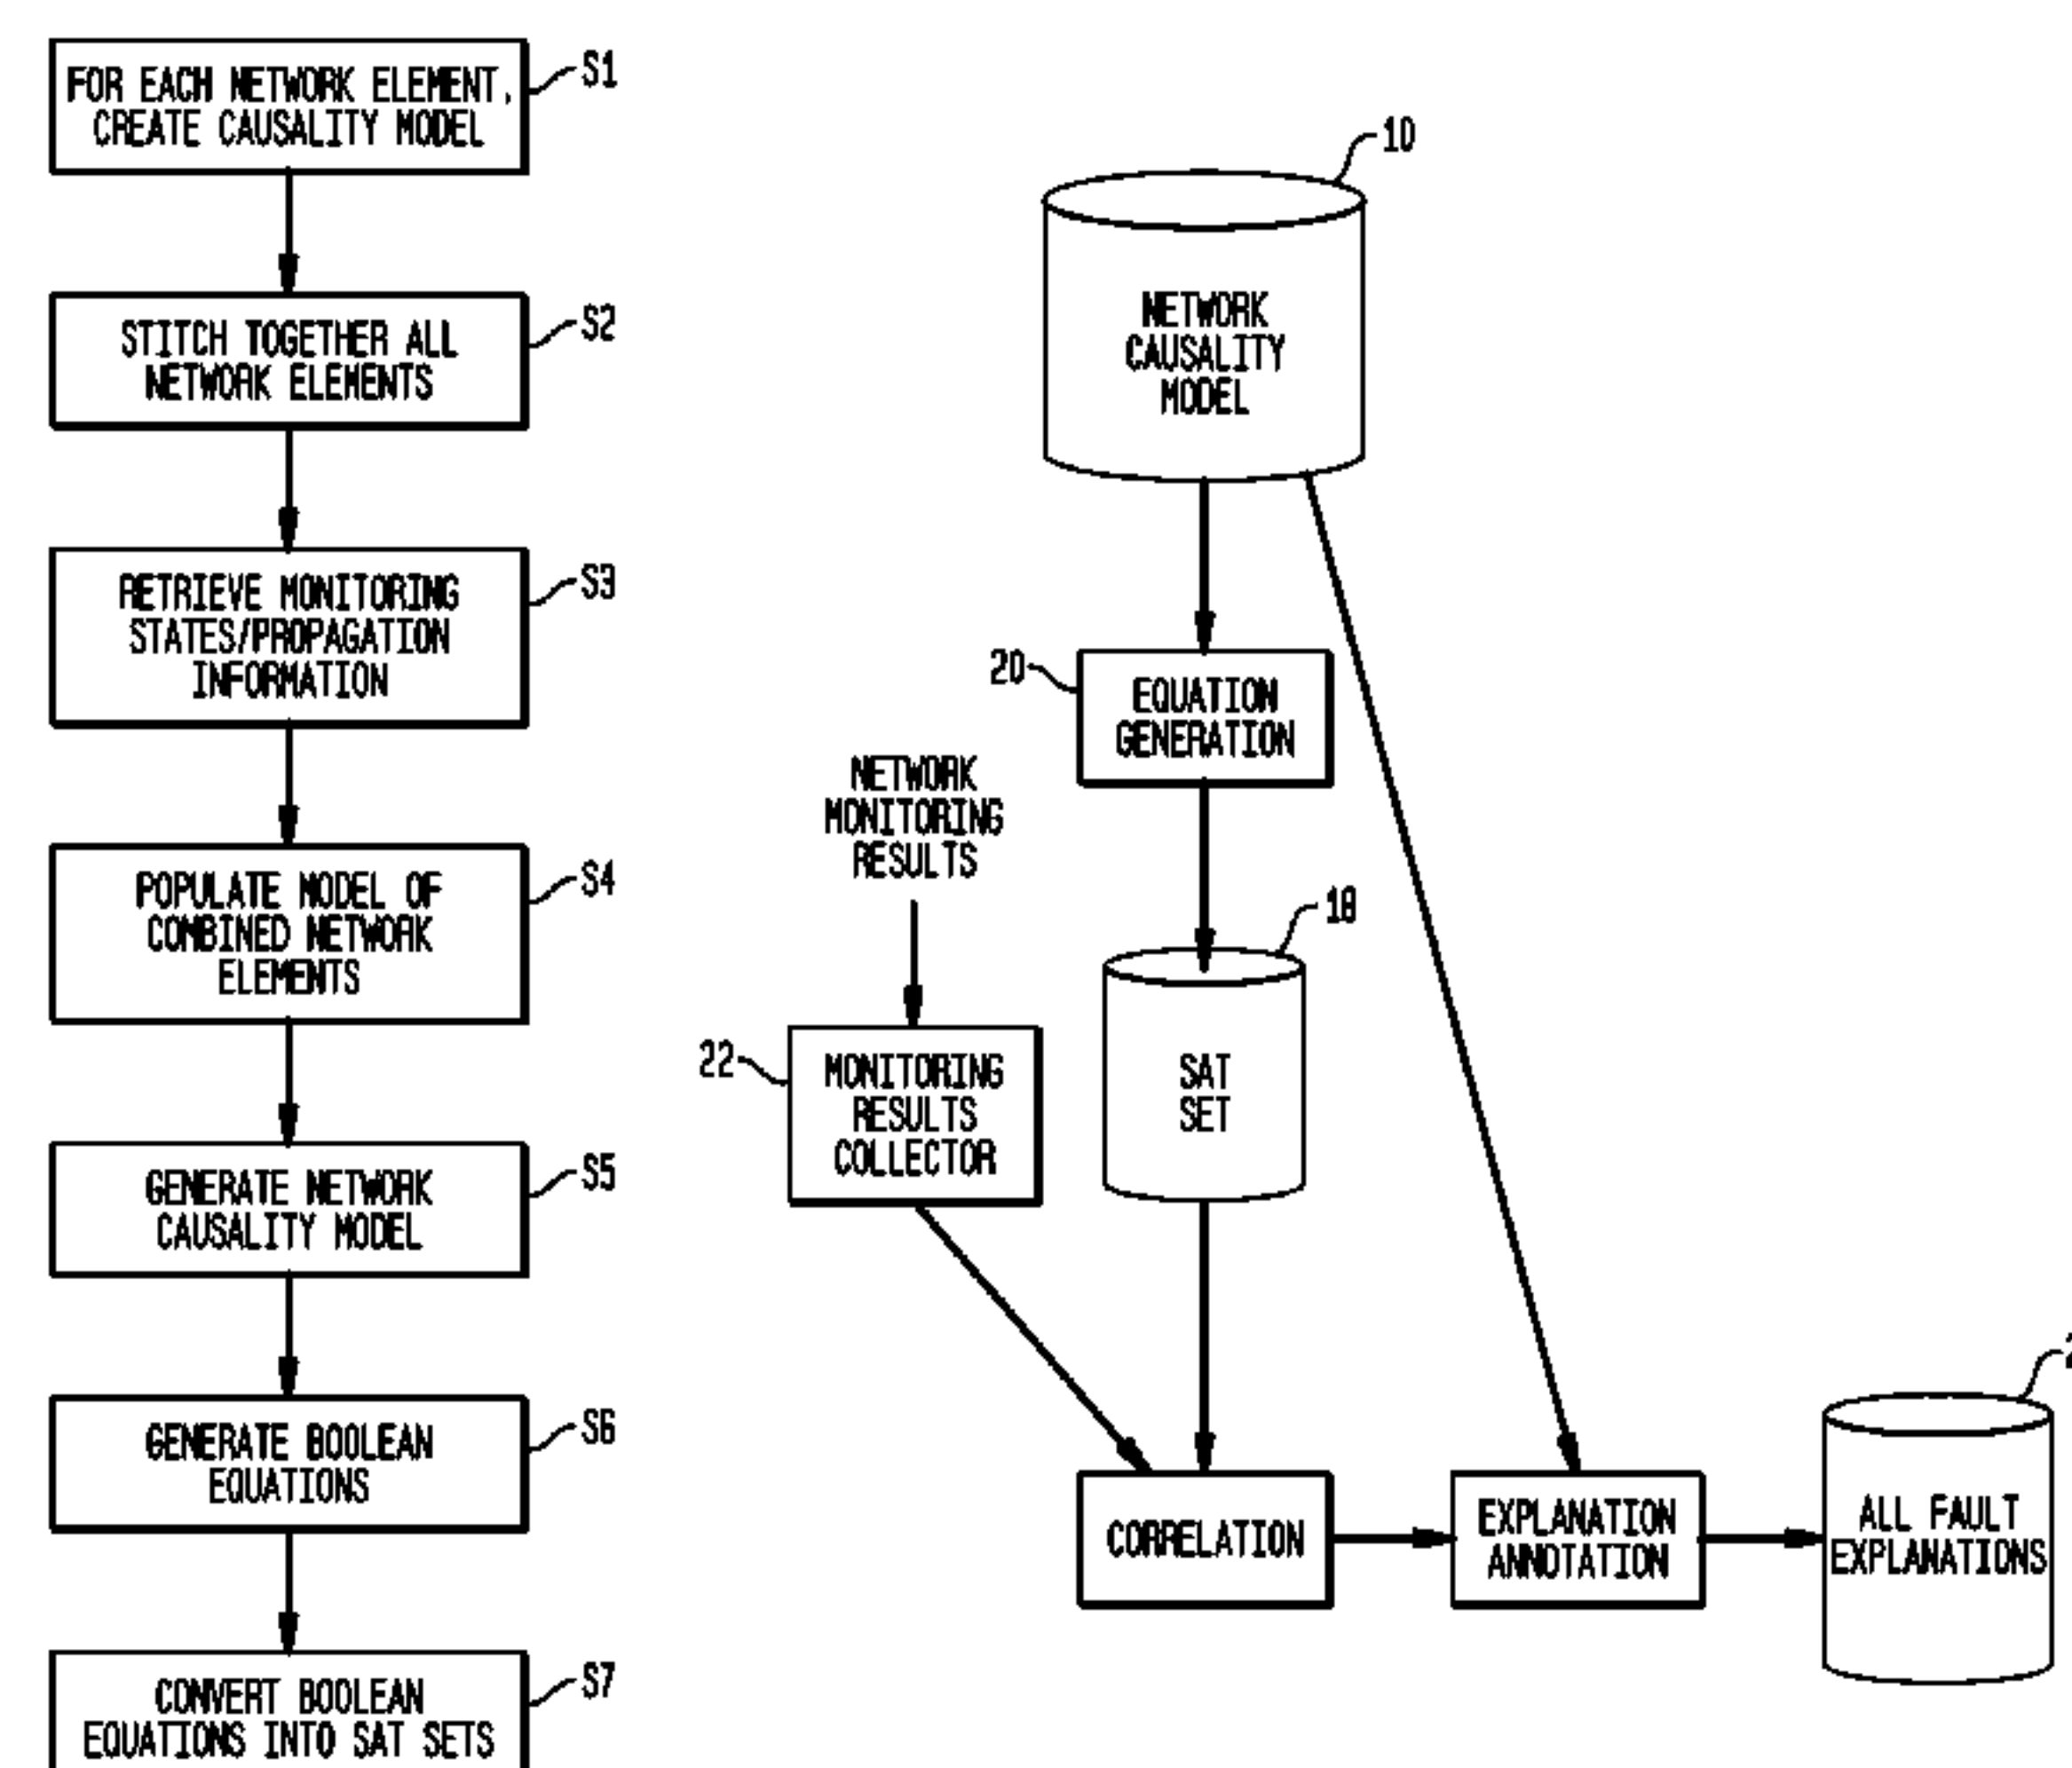 FOR EACH NETWORK ELEMENT,
CREATE CAUSALITY MODEL
S1
STITCH TOGETHER ALL
NETWORK ELEMENTS
S2
RETRIEVE MONITORING
STATES/PROPAGATION
INFORMATION
S3
POPULATE MODEL OF
COMBINED NETWORK
ELEMENTS
S4
GENERATE NETWORK
CAUSALITY MODEL
S5
GENERATE BOOLEAN
EQUATIONS
S6
CONVERT BOOLEAN
EQUATIONS INTO SAT SETS
S7
10
NETWORK
CAUSALITY
MODEL
20
EQUATION
GENERATION
NETWORK
MONITORING
RESULTS
18
22
MONITORING
RESULTS
COLLECTOR
SAT
SET
CORRELATION
EXPLANATION
ANNOTATION
ALL FAULT
EXPLANATIONS